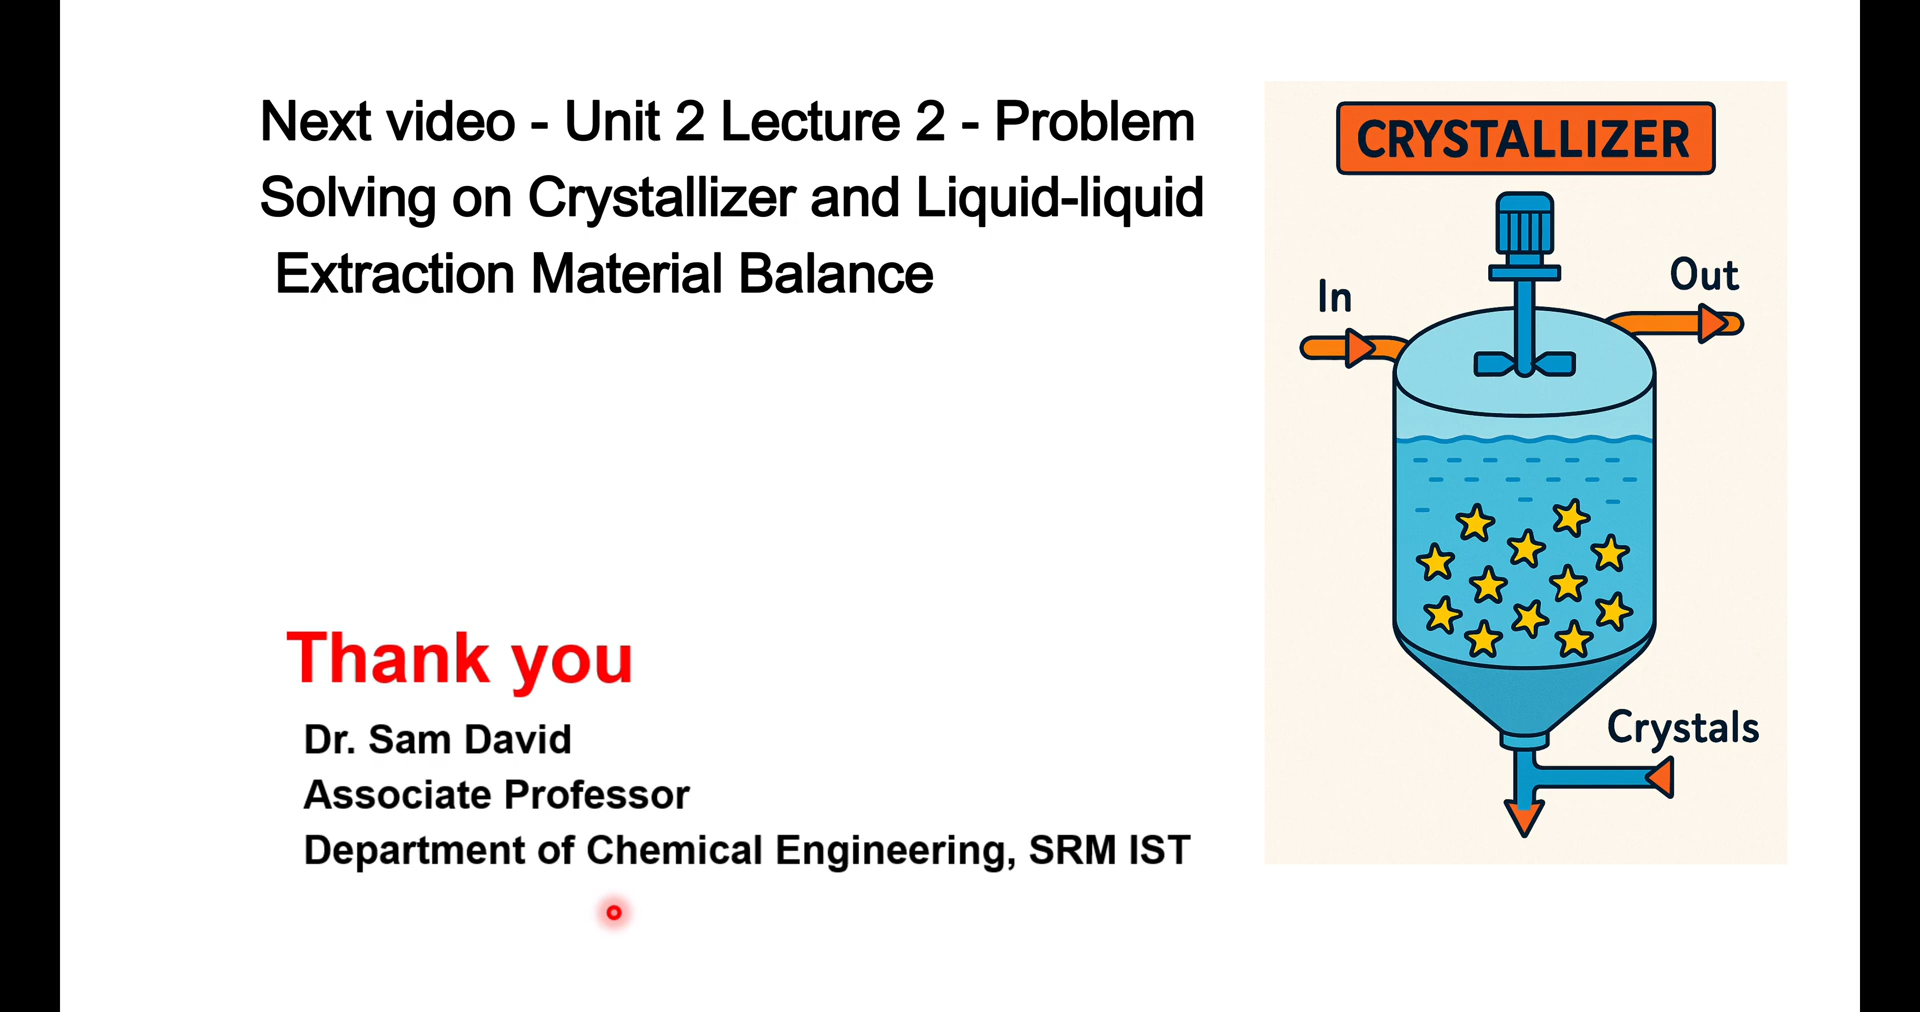 Next video - Unit 2 Lecture 2 - Problem
Solving on Crystallizer and Liquid-liquid
Extraction Material Balance
CRYSTALLIZER
In
Out
Crystals
Thank you
Dr. Sam David
Associate Professor
Department of Chemical Engineering, SRM IST